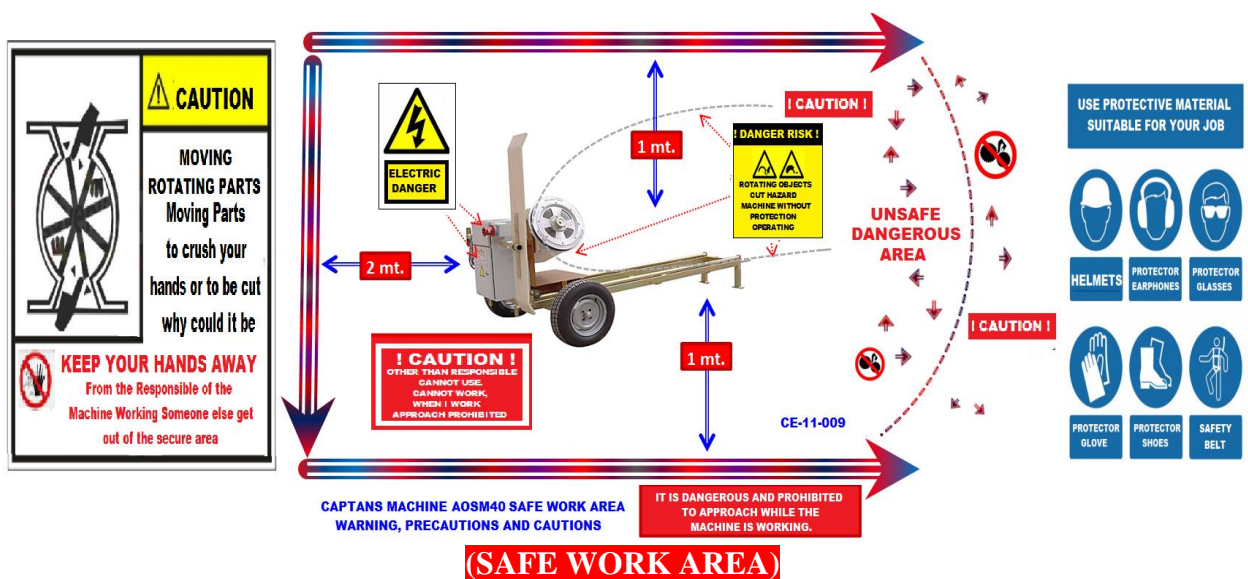 CAUTION
MOVING
ROTATING PARTS
Moving Parts
to crush your
hands or to be cut
why could it be
KEEP YOUR HANDS AWAY
From the Responsible of the
Machine Working Someone else get
out of the secure area
ELECTRIC
DANGER
2 mt.
1 mt.
! CAUTION !
! DANGER RISK !
ROTATING OBJECTS
CUT HAZARD
MACHINE WITHOUT
PROTECTION
OPERATING
UNSAFE
DANGEROUS
AREA
! CAUTION !
1 mt.
! CAUTION !
OTHER THAN RESPONSIBLE
CANNOT USE.
CANNOT WORK,
WHEN I WORK
APPROACH PROHIBITED
CE-11-009
CAPTANS MACHINE AOSM40 SAFE WORK AREA
WARNING, PRECAUTIONS AND CAUTIONS
IT IS DANGEROUS AND PROHIBITED
TO APPROACH WHILE THE
MACHINE IS WORKING.
USE PROTECTIVE MATERIAL
SUITABLE FOR YOUR JOB
HELMETS
PROTECTOR
EARPHONES
PROTECTOR
GLASSES
PROTECTOR
GLOVE
PROTECTOR
SHOES
SAFETY
BELT
(SAFE WORK AREA)